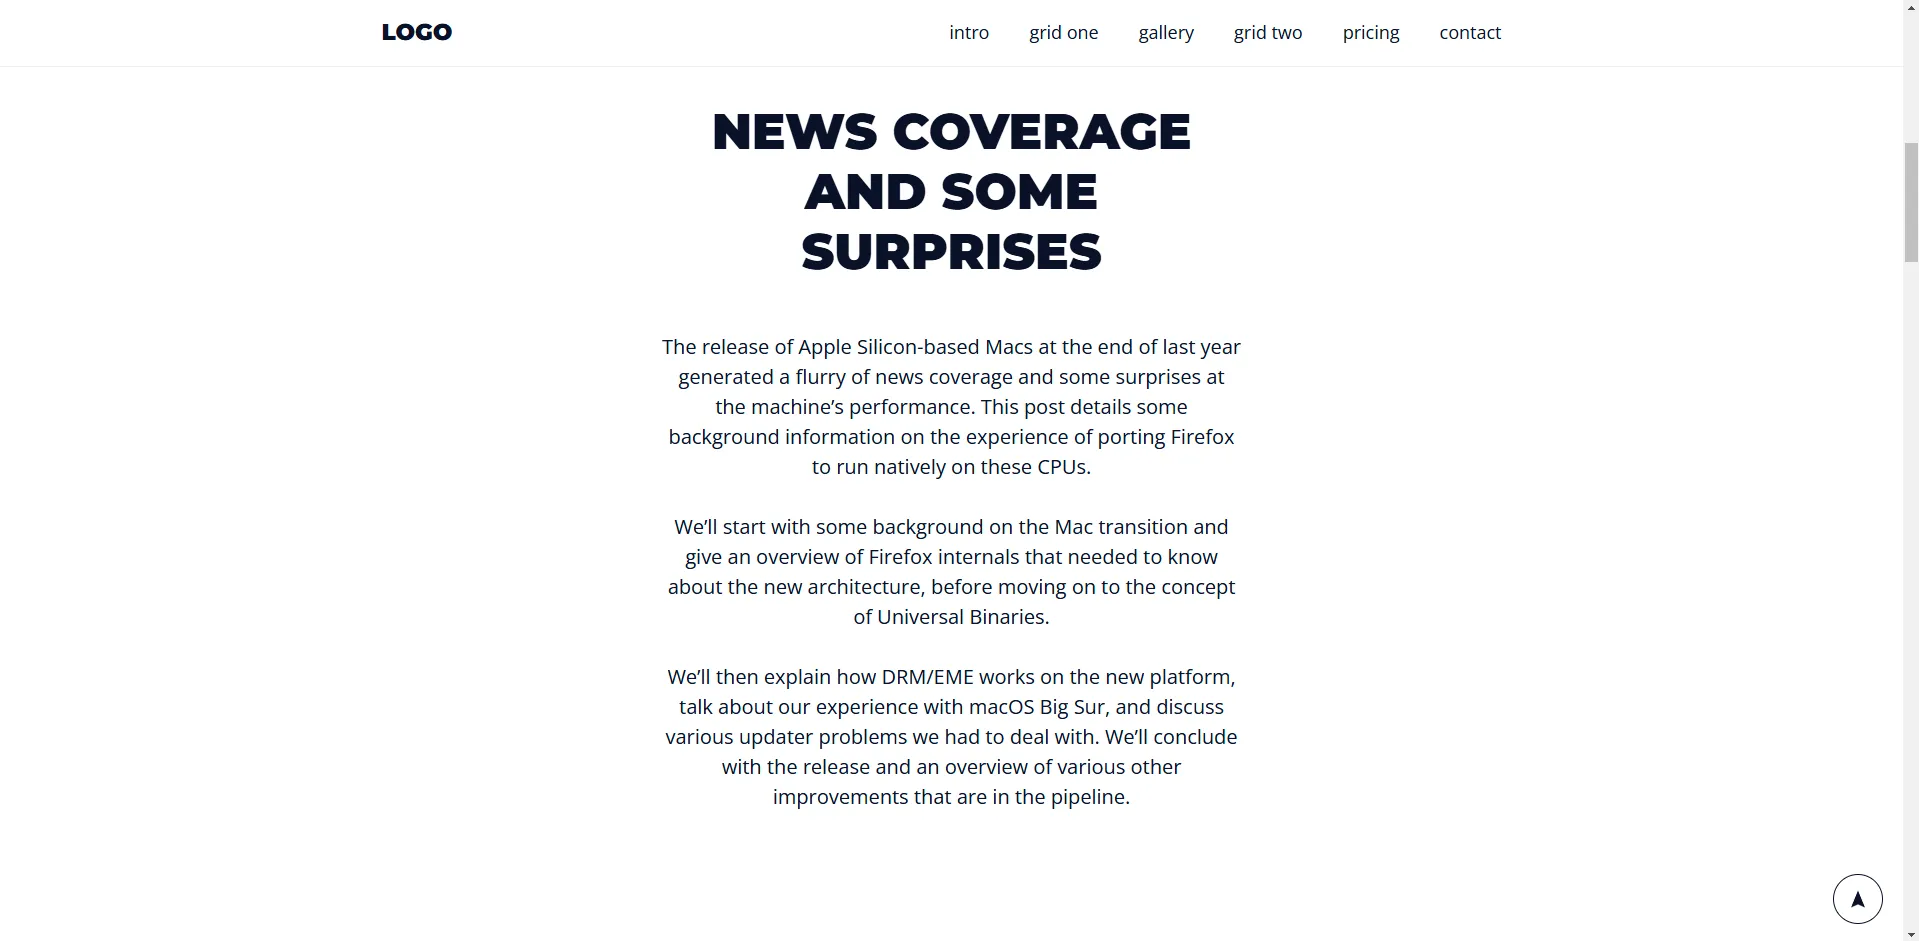 LOGO
intro
grid one
gallery
grid two
pricing
contact
NEWS COVERAGE
AND SOME
SURPRISES
The release of Apple Silicon-based Macs at the end of last year
generated a flurry of news coverage and some surprises at
the machine’s performance. This post details some
background information on the experience of porting Firefox
to run natively on these CPUs.
We’ll start with some background on the Mac transition and
give an overview of Firefox internals that needed to know
about the new architecture, before moving on to the concept
of Universal Binaries.
We’ll then explain how DRM/EME works on the new platform,
talk about our experience with macOS Big Sur, and discuss
various updater problems we had to deal with. We’ll conclude
with the release and an overview of various other
improvements that are in the pipeline.